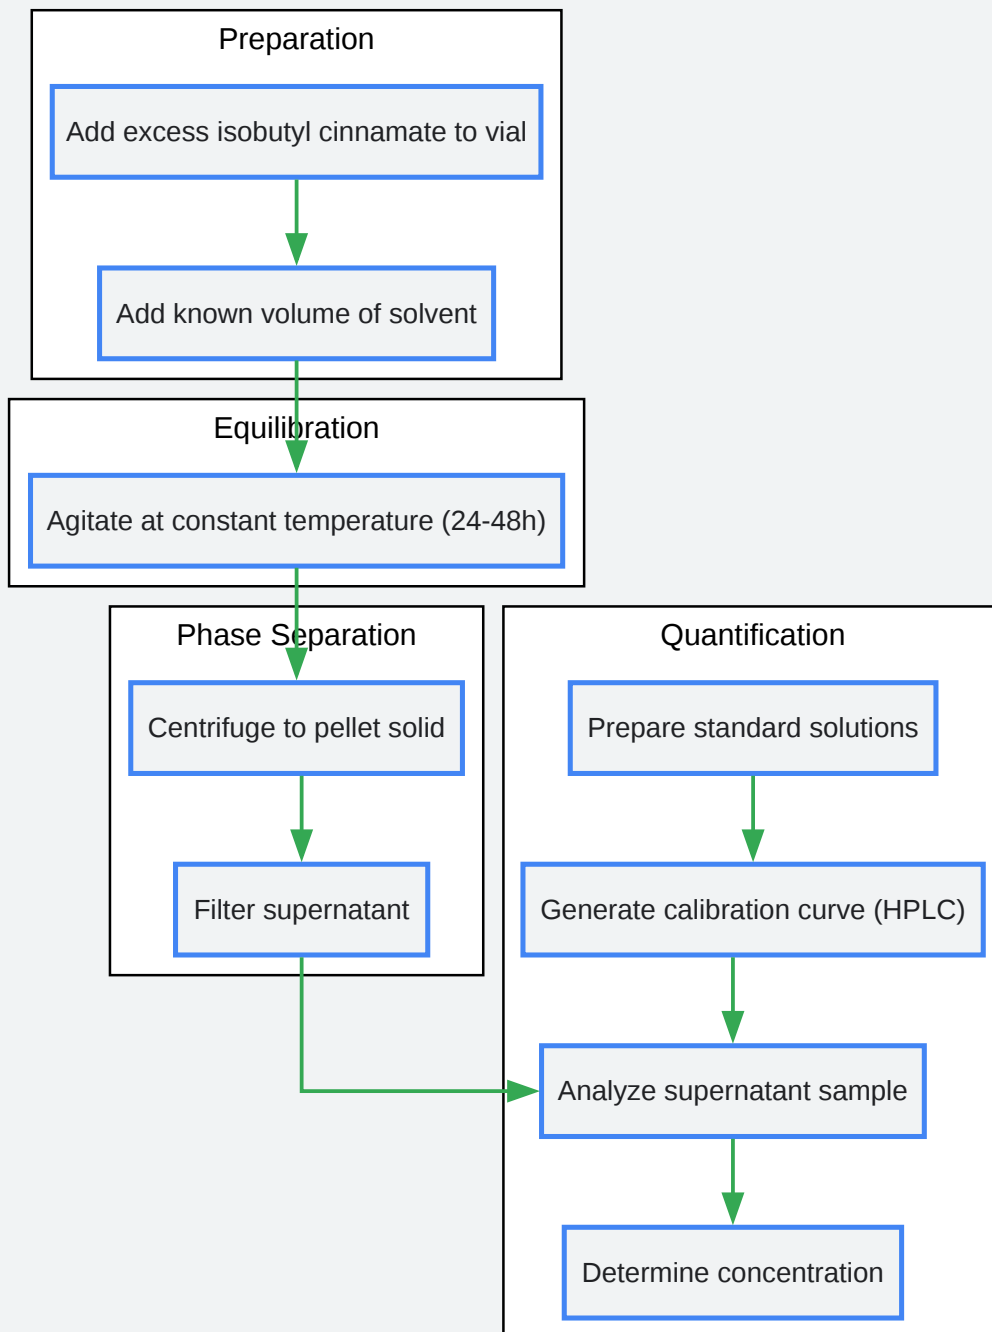 Preparation
Add excess isobutyl cinnamate to vial
Add known volume of solvent
Equilibration
Agitate at constant temperature (24-48h)
Phase Separation
Centrifuge to pellet solid
Filter supernatant
Quantification
Prepare standard solutions
Generate calibration curve (HPLC)
Analyze supernatant sample
Determine concentration